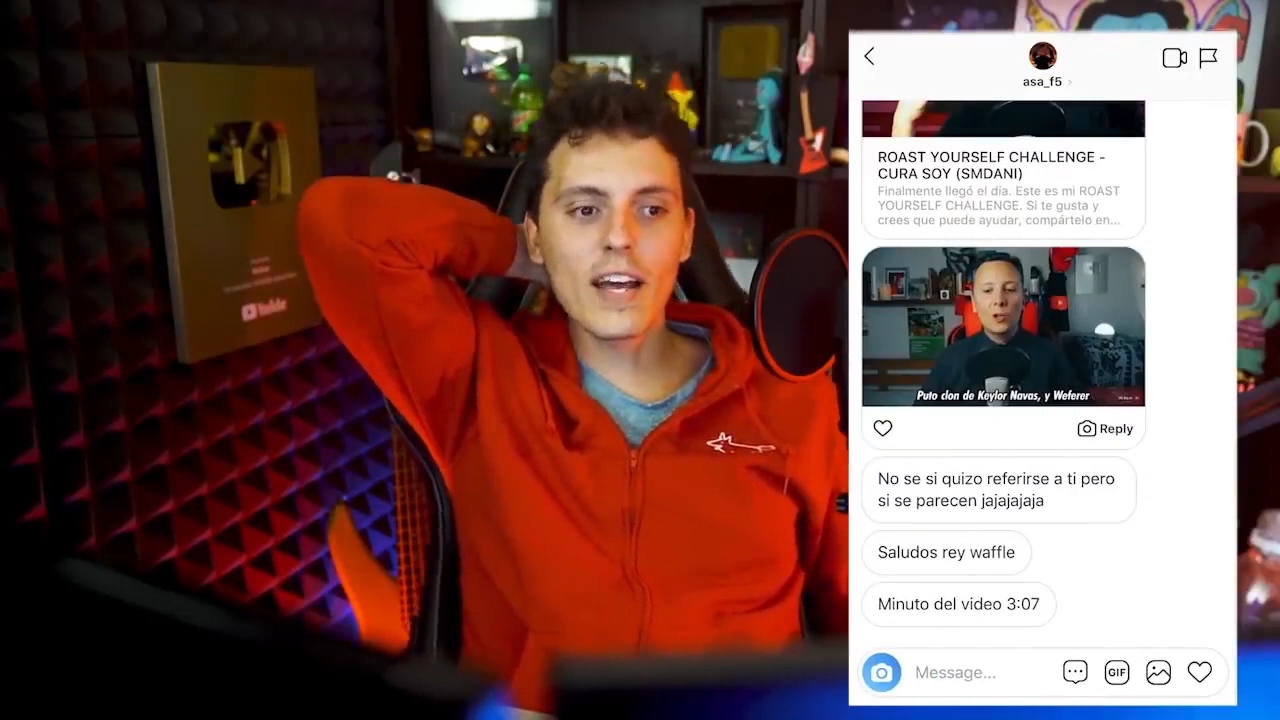 YouTube
asa_f5
ROAST YOURSELF CHALLENGE -
CURA SOY (SMDANI)
Finalmente llegó el día. Este es mi ROAST
YOURSELF CHALLENGE. Si te gusta y
crees que puede ayudar, compártelo en...
Puto clon de Keylor Navas, y Weferer
Reply
No se si quizo referirse a ti pero
si se parecen jajajajaja
Saludos rey waffle
Minuto del video 3:07
Message...
GIF